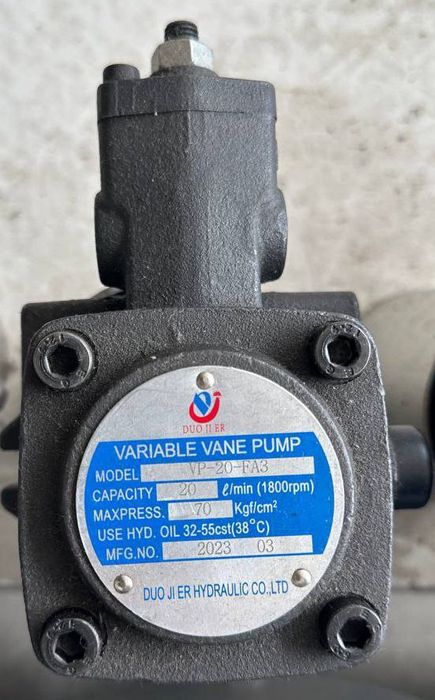 DUO JI ER
VARIABLE VANE PUMP
MODEL VP-20-FA3
CAPACITY 20 ℓ/min (1800rpm)
MAXPRESS. 70 Kgf/cm²
USE HYD. OIL 32-55cst(38°C)
MFG.NO. 2023 03
DUO JI ER HYDRAULIC CO.,LTD